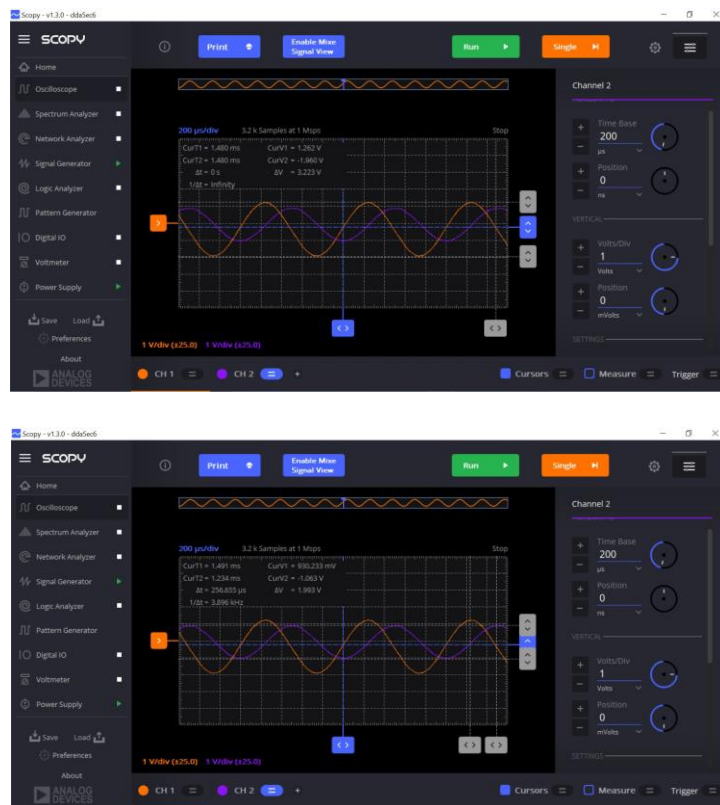 Scopy - v1.3.0 - dda5ec6
SCOPY
Print
Enable Mixe
Signal View
Run
Single
Home
Oscilloscope
Spectrum Analyzer
Network Analyzer
Signal Generator
Logic Analyzer
Pattern Generator
Digital IO
Voltmeter
Power Supply
Save Load
Preferences
About
ANALOG
DEVICES
200 µs/div 3.2 k Samples at 1 Msps Stop
CurT1 = 1.480 ms CurV1 = 1.262 V
CurT2 = 1.480 ms CurV2 = -1.960 V
Δt = 0 s ΔV = 3.223 V
1/Δt = Infinity
1 V/div (±25.0) 1 V/div (±25.0)
CH 1 CH 2 + Cursors Measure Trigger
Channel 2
Time Base
200
µs
Position
0
ns
VERTICAL
Volts/Div
1
Volts
Position
0
mVolts
SETTINGS
Scopy - v1.3.0 - dda5ec6
SCOPY
Print
Enable Mixe
Signal View
Run
Single
Home
Oscilloscope
Spectrum Analyzer
Network Analyzer
Signal Generator
Logic Analyzer
Pattern Generator
Digital IO
Voltmeter
Power Supply
Save Load
Preferences
About
ANALOG
DEVICES
200 µs/div 3.2 k Samples at 1 Msps Stop
CurT1 = 1.491 ms CurV1 = 930.233 mV
CurT2 = 1.234 ms CurV2 = -1.063 V
Δt = 256.655 µs ΔV = 1.993 V
1/Δt = 3.896 kHz
1 V/div (±25.0) 1 V/div (±25.0)
CH 1 CH 2 + Cursors Measure Trigger
Channel 2
Time Base
200
µs
Position
0
ns
VERTICAL
Volts/Div
1
Volts
Position
0
mVolts
SETTINGS